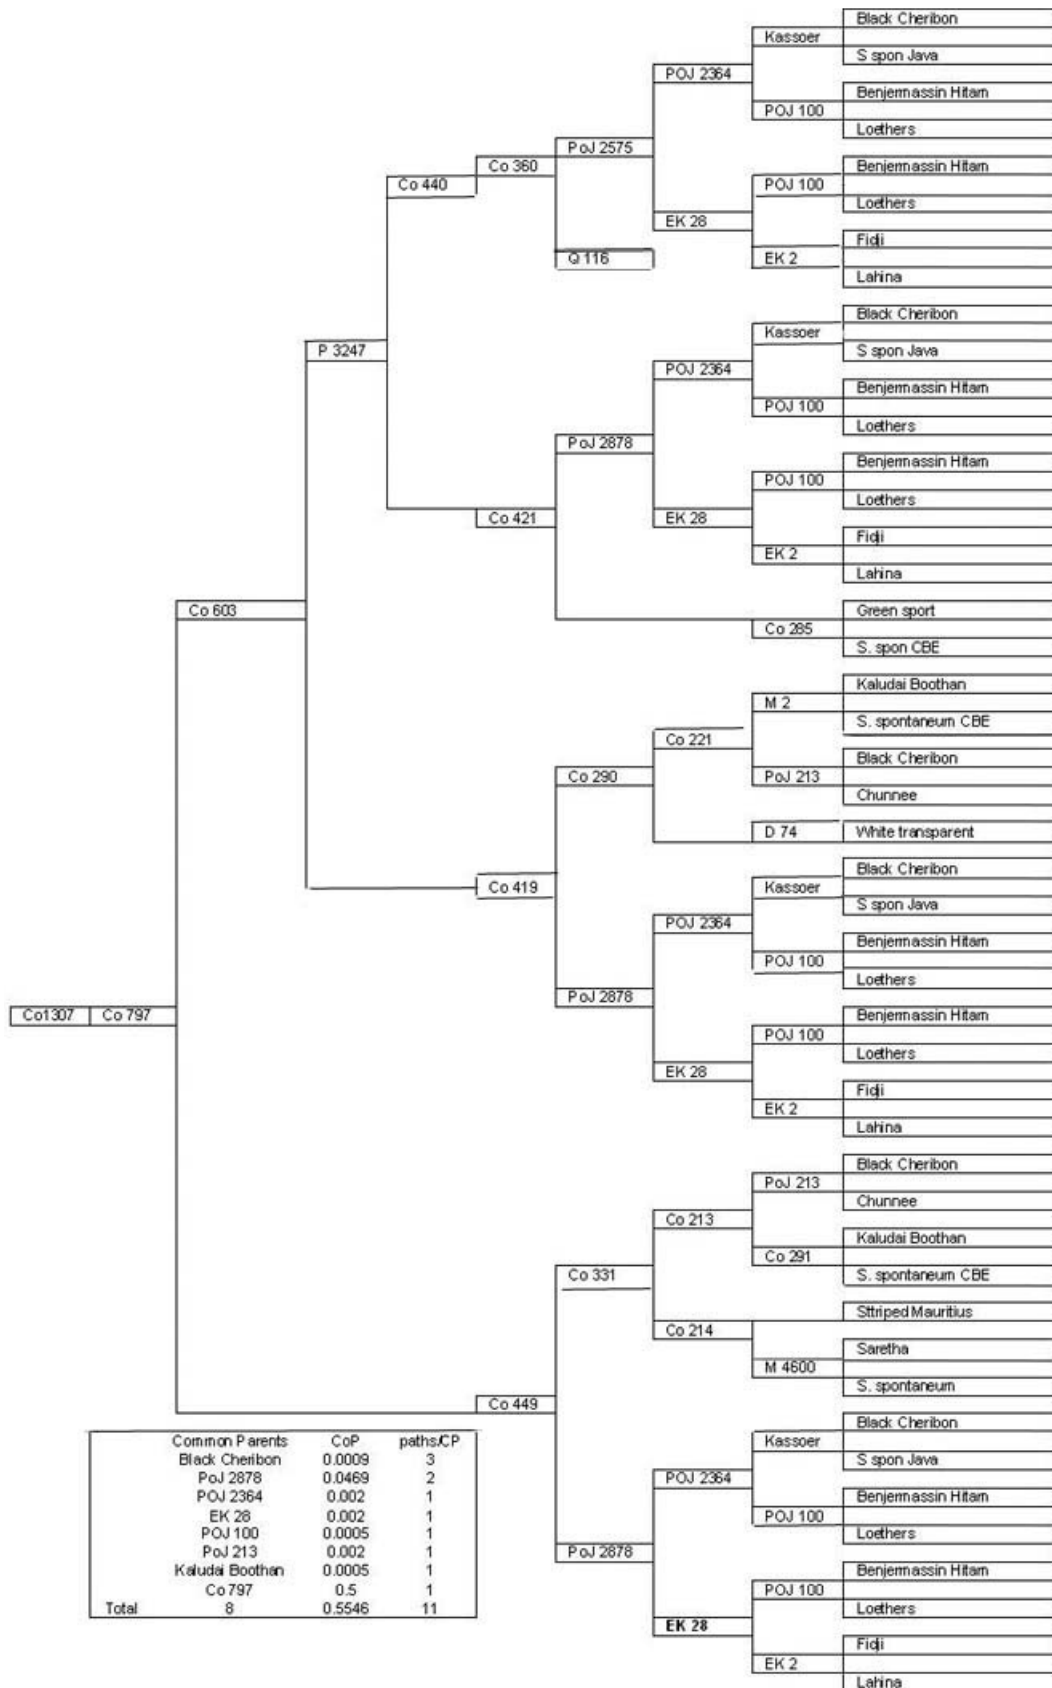 Black Cheribon
Kassoer
S spon Java
POJ 2364
Benjermassin Hitam
POJ 100
Loethers
PoJ 2575
Co 360
Benjermassin Hitam
Co 440
POJ 100
Loethers
EK 28
Fidji
Q 116
EK 2
Lahina
Black Cheribon
Kassoer
P 3247
S spon Java
POJ 2364
Benjermassin Hitam
POJ 100
Loethers
PoJ 2878
Benjermassin Hitam
POJ 100
Loethers
Co 421
EK 28
Fidji
EK 2
Lahina
Co 603
Green sport
Co 285
S. spon CBE
Kaludai Boothan
M 2
S. spontaneum CBE
Co 221
Black Cheribon
Co 290
PoJ 213
Chunnee
D 74
White transparent
Black Cheribon
Co 419
Kassoer
S spon Java
POJ 2364
Benjermassin Hitam
POJ 100
Loethers
PoJ 2878
Co1307
Co 797
Benjermassin Hitam
POJ 100
Loethers
EK 28
Fidji
EK 2
Lahina
Black Cheribon
PoJ 213
Chunnee
Co 213
Kaludai Boothan
Co 291
Co 331
S. spontaneum CBE
Sttriped Mauritius
Co 214
Saretha
M 4600
S. spontaneum
Co 449
Black Cheribon
Kassoer
S spon Java
POJ 2364
Benjermassin Hitam
POJ 100
Loethers
PoJ 2878
Benjermassin Hitam
POJ 100
Loethers
EK 28
Fidji
EK 2
Lahina
Common Parents CoP paths/CP
Black Cheribon 0.0009 3
PoJ 2878 0.0469 2
POJ 2364 0.002 1
EK 28 0.002 1
POJ 100 0.0005 1
PoJ 213 0.002 1
Kaludai Boothan 0.0005 1
Co 797 0.5 1
Total 8 0.5546 11